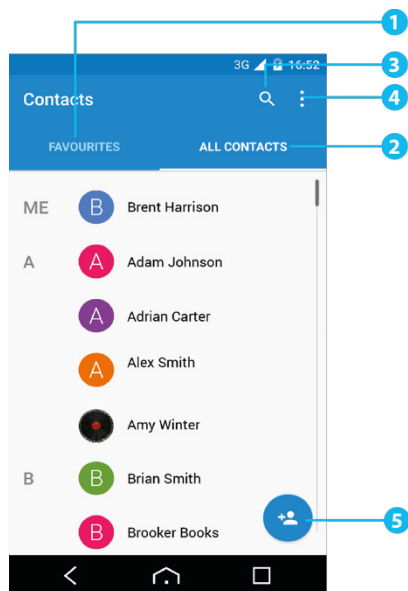 1
3G 16:52
3
Contacts
4
FAVOURITES ALL CONTACTS
2
ME B Brent Harrison
A A Adam Johnson
A Adrian Carter
A Alex Smith
Amy Winter
B B Brian Smith
5
B Brooker Books